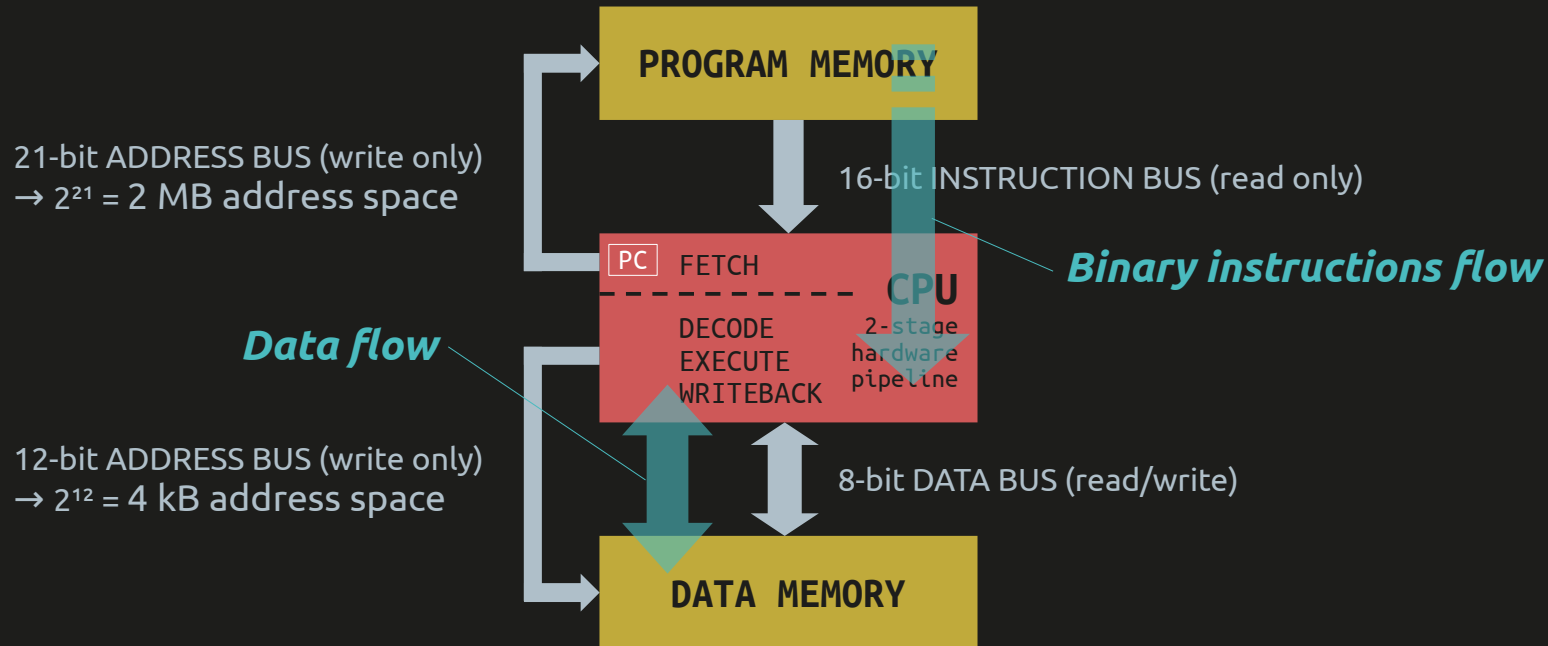 PROGRAM MEMORY
21-bit ADDRESS BUS (write only)
→ 2²¹ = 2 MB address space
16-bit INSTRUCTION BUS (read only)
PC
FETCH
Binary instructions flow
CPU
2-stage
hardware
pipeline
DECODE
EXECUTE
WRITEBACK
Data flow
12-bit ADDRESS BUS (write only)
→ 2¹² = 4 kB address space
8-bit DATA BUS (read/write)
DATA MEMORY